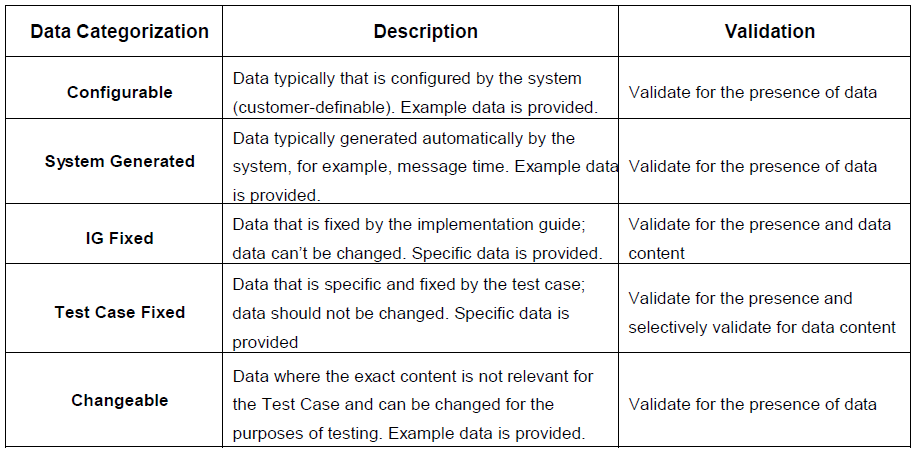 Data Categorization Description Validation
Configurable
Data typically that is configured by the system
(customer-definable). Example data is provided.
Validate for the presence of data
System Generated
Data typically generated automatically by the
system, for example, message time. Example data
is provided.
Validate for the presence of data
IG Fixed
Data that is fixed by the implementation guide;
data can't be changed. Specific data is provided.
Validate for the presence and data
content
Test Case Fixed
Data that is specific and fixed by the test case;
data should not be changed. Specific data is
provided
Validate for the presence and
selectively validate for data content
Changeable
Data where the exact content is not relevant for
the Test Case and can be changed for the
purposes of testing. Example data is provided.
Validate for the presence of data